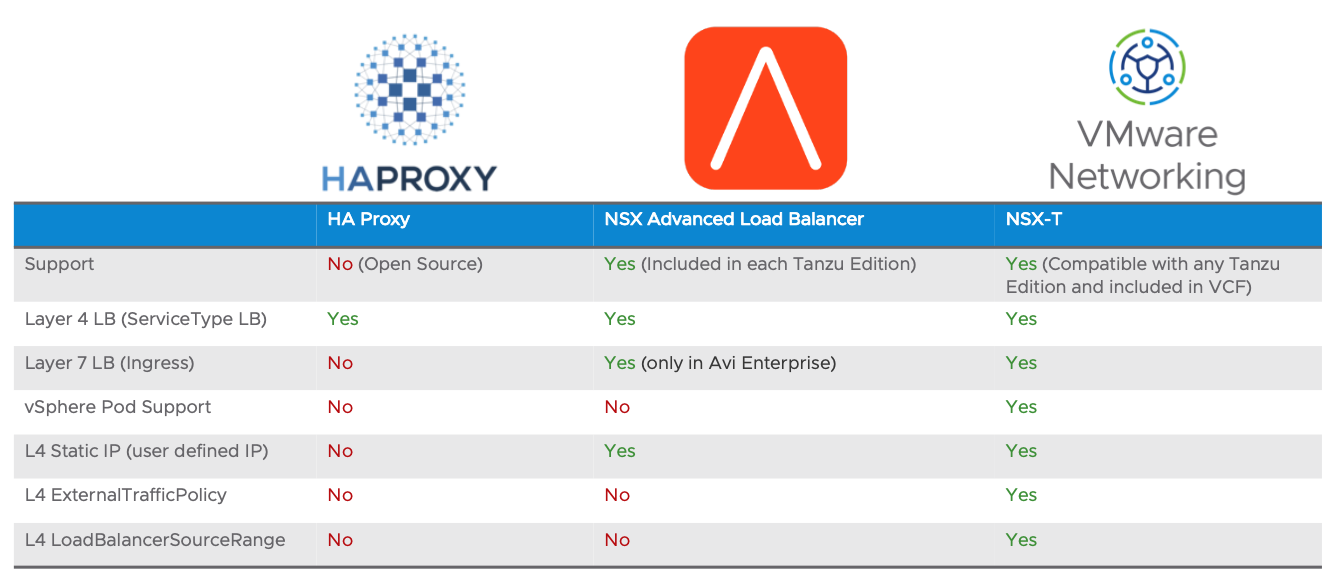 HAPROXY
VMware
Networking
HA Proxy
NSX Advanced Load Balancer
NSX-T
Support
No (Open Source)
Yes (Included in each Tanzu Edition)
Yes (Compatible with any Tanzu
Edition and included in VCF)
Layer 4 LB (ServiceType LB)
Yes
Yes
Yes
Layer 7 LB (Ingress)
No
Yes (only in Avi Enterprise)
Yes
vSphere Pod Support
No
No
Yes
L4 Static IP (user defined IP)
No
Yes
Yes
L4 ExternalTrafficPolicy
No
No
Yes
L4 LoadBalancerSourceRange
No
No
Yes